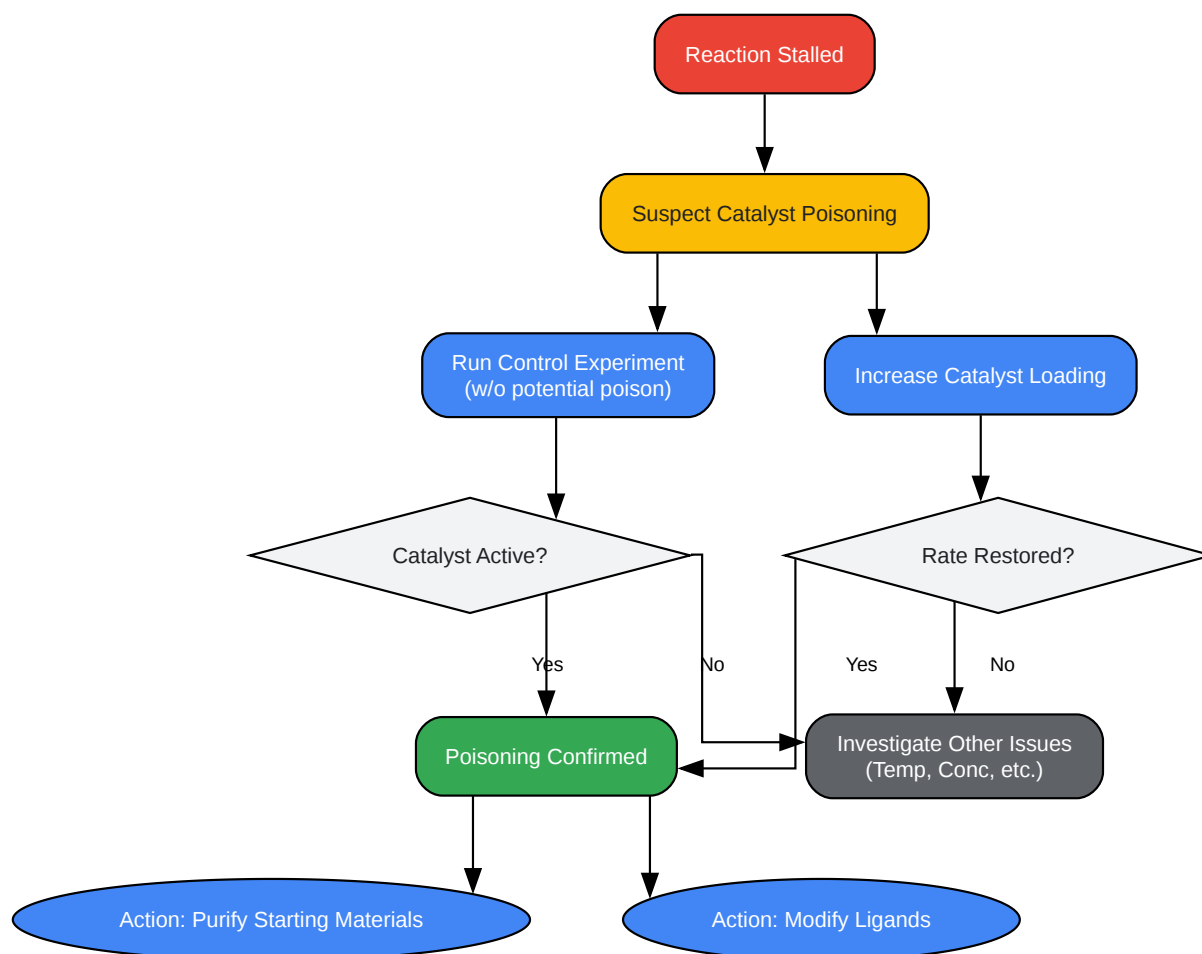 Reaction Stalled
Suspect Catalyst Poisoning
Run Control Experiment
(w/o potential poison)
Increase Catalyst Loading
Catalyst Active?
Rate Restored?
Yes
No
Yes
No
Poisoning Confirmed
Investigate Other Issues
(Temp, Conc, etc.)
Action: Purify Starting Materials
Action: Modify Ligands